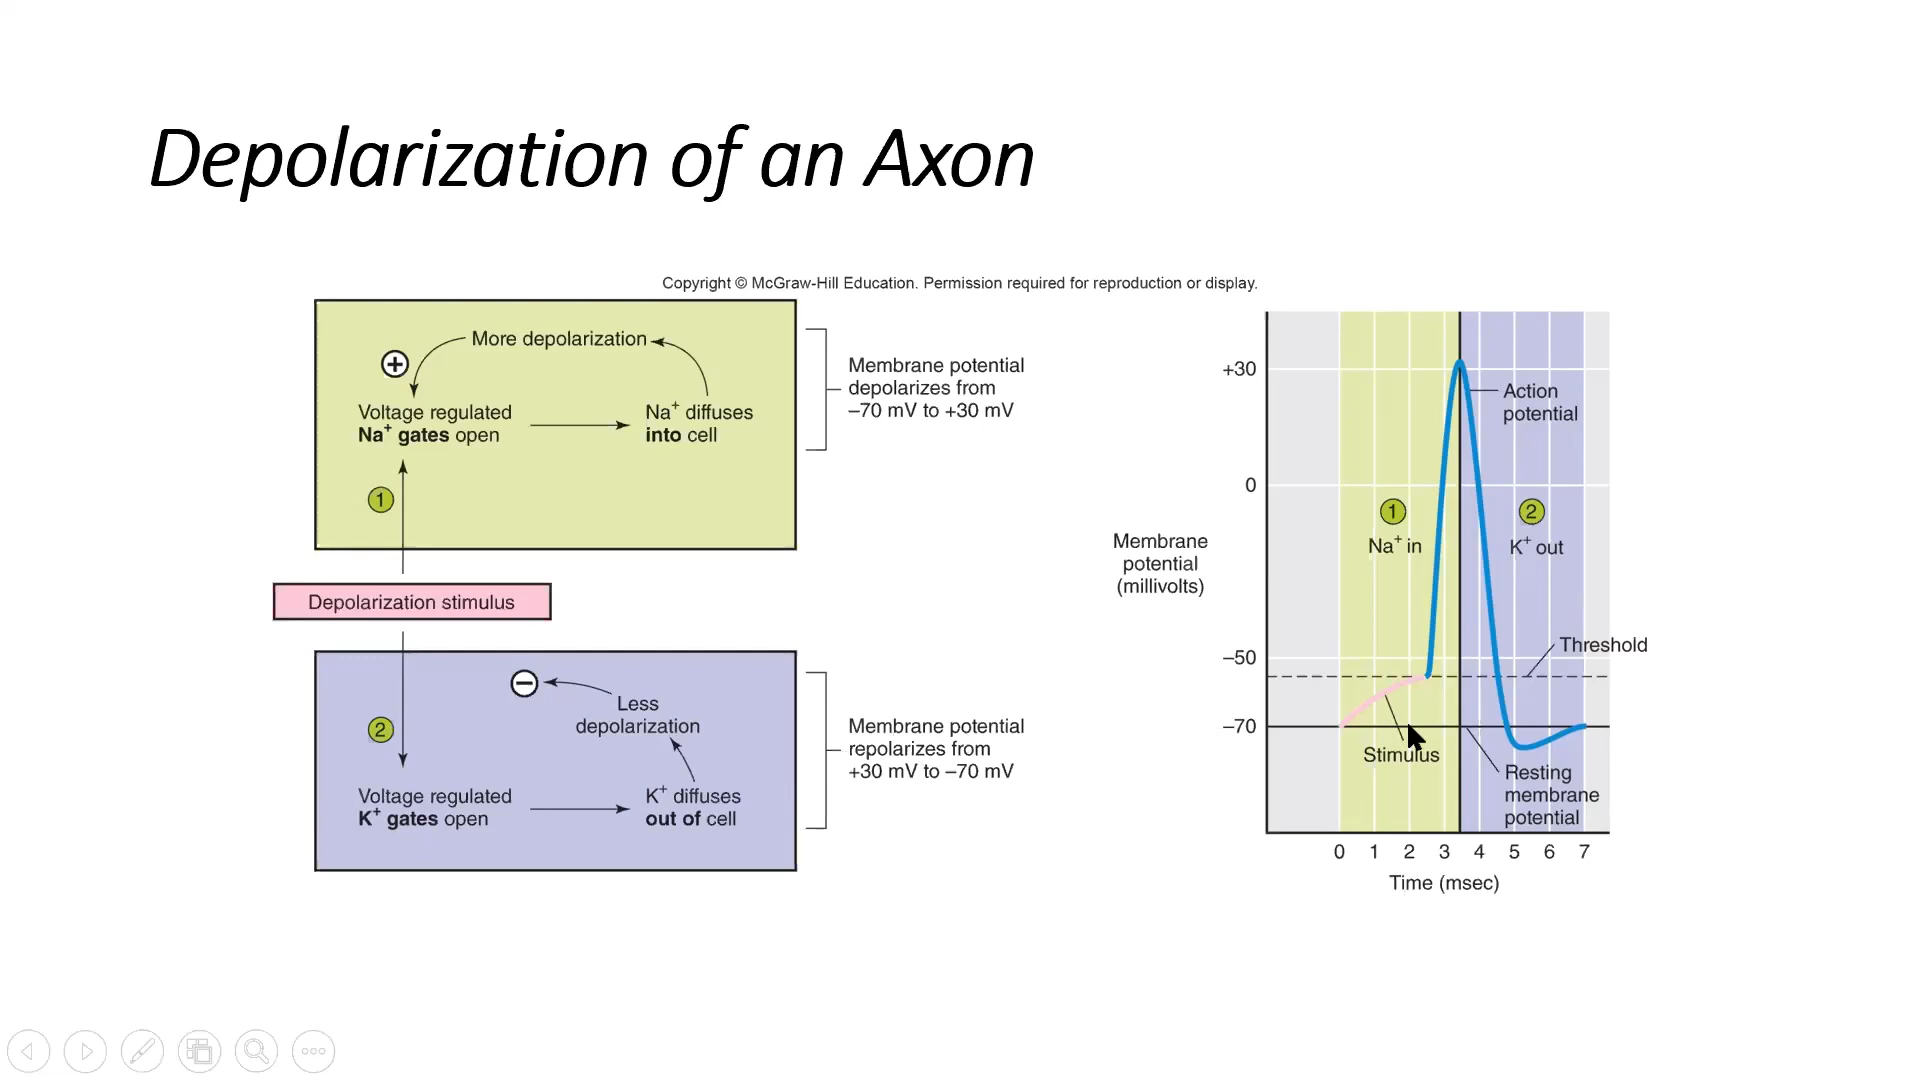 Depolarization of an Axon
Copyright © McGraw-Hill Education. Permission required for reproduction or display.
More depolarization
+
Voltage regulated
Na⁺ gates open
Na⁺ diffuses
into cell
1
Membrane potential
depolarizes from
–70 mV to +30 mV
Depolarization stimulus
–
Less
depolarization
2
Voltage regulated
K⁺ gates open
K⁺ diffuses
out of cell
Membrane potential
repolarizes from
+30 mV to –70 mV
Membrane
potential
(millivolts)
+30
0
–50
–70
Action
potential
1
Na⁺ in
2
K⁺ out
Threshold
Stimulus
Resting
membrane
potential
0 1 2 3 4 5 6 7
Time (msec)